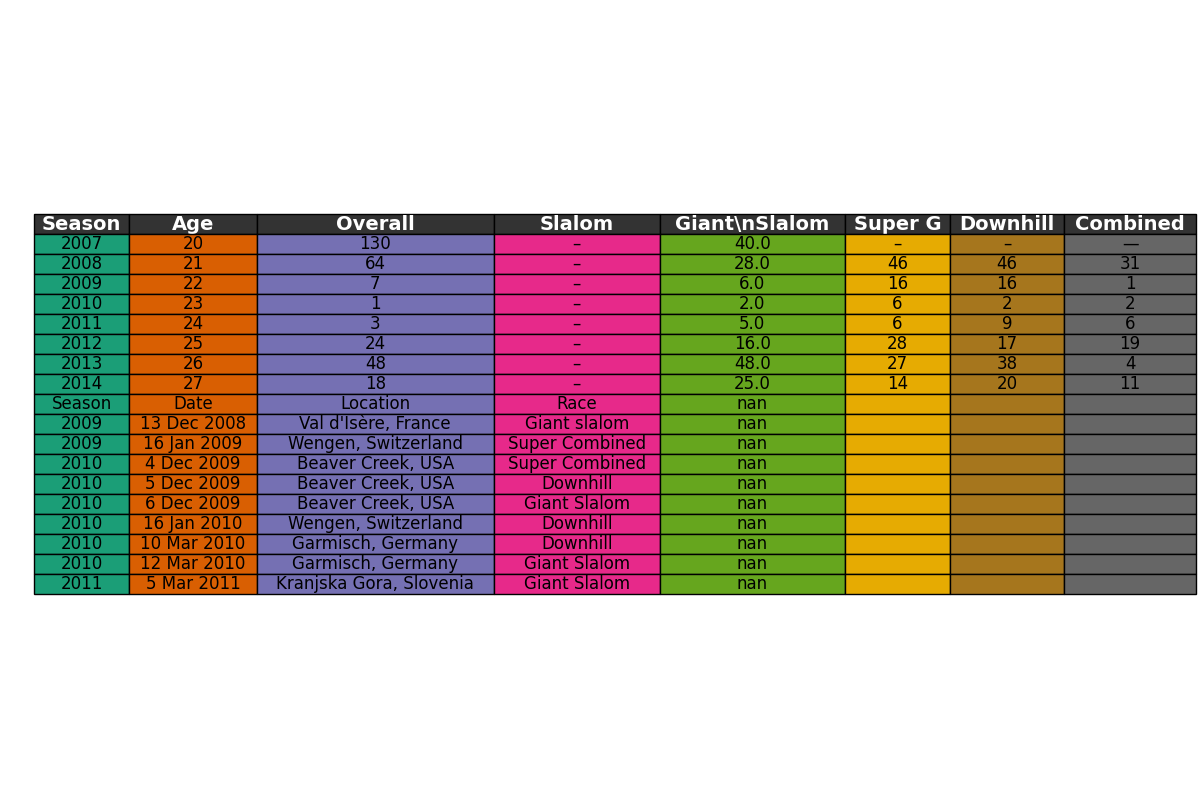 Season Age Overall Slalom Giant\nSlalom Super G Downhill Combined
2007 20 130 – 40.0 – – —
2008 21 64 – 28.0 46 46 31
2009 22 7 – 6.0 16 16 1
2010 23 1 – 2.0 6 2 2
2011 24 3 – 5.0 6 9 6
2012 25 24 – 16.0 28 17 19
2013 26 48 – 48.0 27 38 4
2014 27 18 – 25.0 14 20 11
Season Date Location Race nan
2009 13 Dec 2008 Val d'Isère, France Giant slalom nan
2009 16 Jan 2009 Wengen, Switzerland Super Combined nan
2010 4 Dec 2009 Beaver Creek, USA Super Combined nan
2010 5 Dec 2009 Beaver Creek, USA Downhill nan
2010 6 Dec 2009 Beaver Creek, USA Giant Slalom nan
2010 16 Jan 2010 Wengen, Switzerland Downhill nan
2010 10 Mar 2010 Garmisch, Germany Downhill nan
2010 12 Mar 2010 Garmisch, Germany Giant Slalom nan
2011 5 Mar 2011 Kranjska Gora, Slovenia Giant Slalom nan